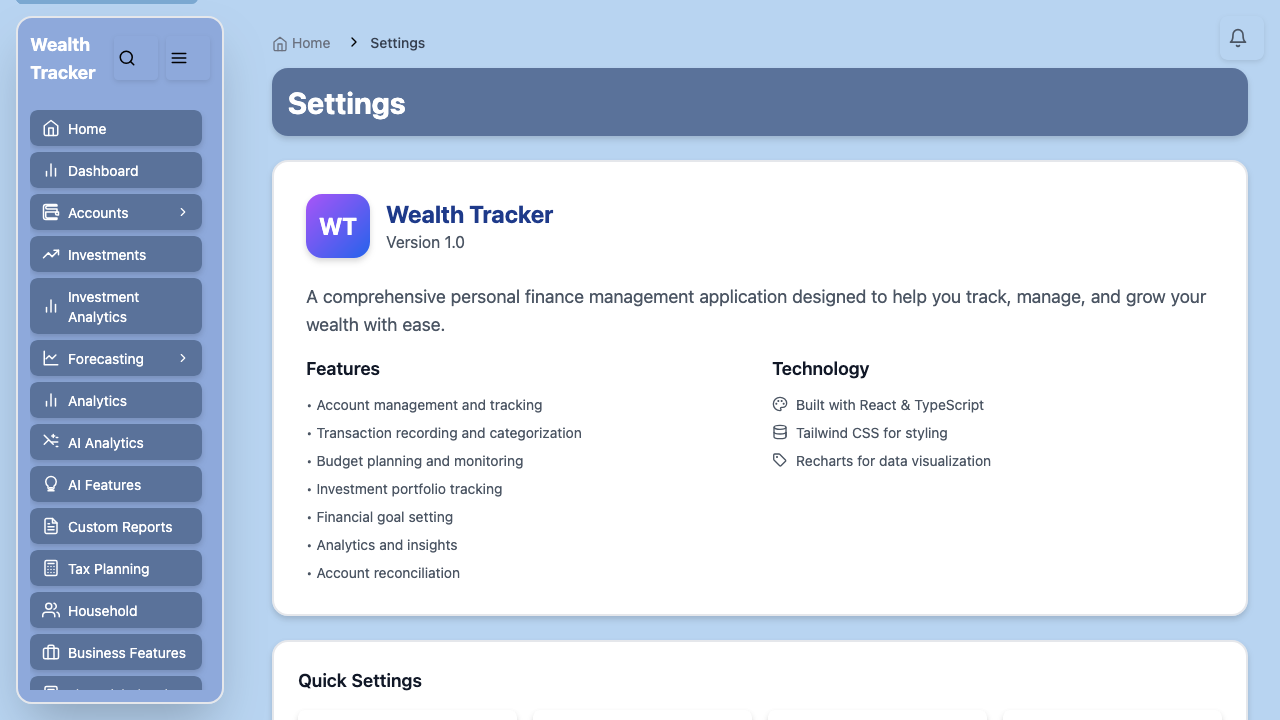 Wealth
Tracker
Home
Dashboard
Accounts
Investments
Investment
Analytics
Forecasting
Analytics
AI Analytics
AI Features
Custom Reports
Tax Planning
Household
Business Features
Home
Settings
Settings
WT
Wealth Tracker
Version 1.0
A comprehensive personal finance management application designed to help you track, manage, and grow your
wealth with ease.
Features
• Account management and tracking
• Transaction recording and categorization
• Budget planning and monitoring
• Investment portfolio tracking
• Financial goal setting
• Analytics and insights
• Account reconciliation
Technology
Built with React & TypeScript
Tailwind CSS for styling
Recharts for data visualization
Quick Settings